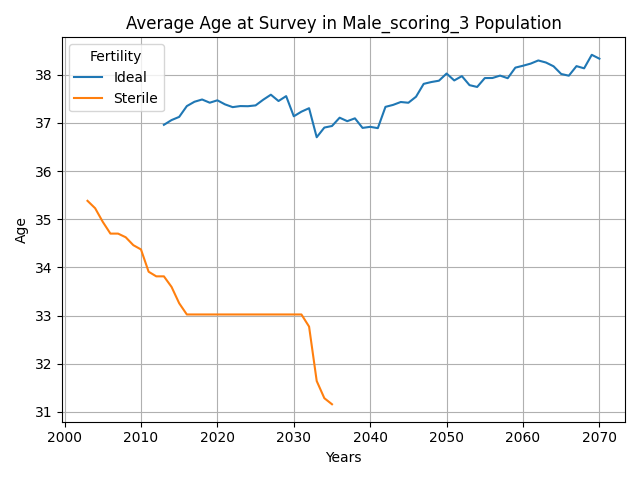 Average Age at Survey in Male_scoring_3 Population
Fertility
Ideal
Sterile
38
37
36
35
34
33
32
31
Age
2000 2010 2020 2030 2040 2050 2060 2070
Years